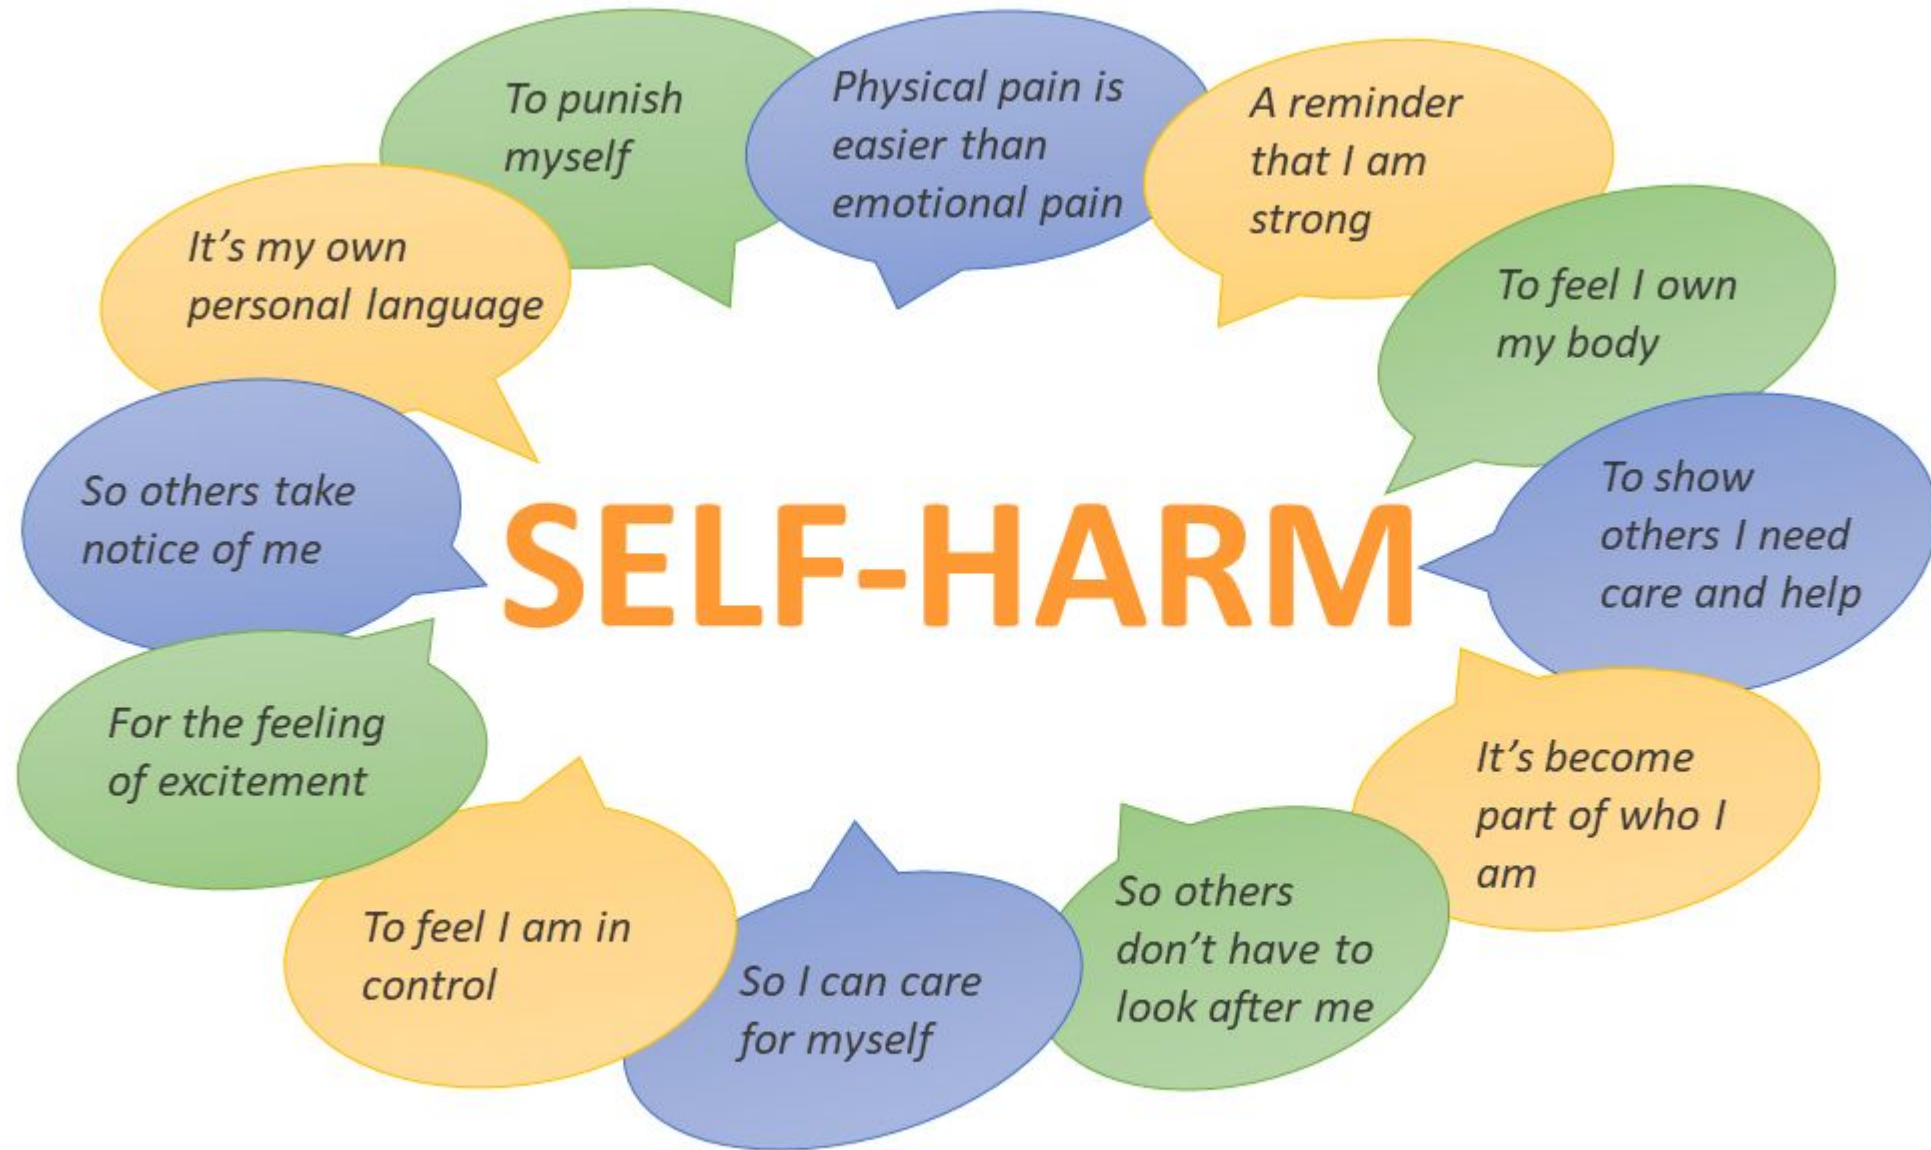 To punish
myself
Physical pain is
easier than
emotional pain
A reminder
that I am
strong
To feel I own
my body
To show
others I need
care and help
It's become
part of who I
am
So others
don't have to
look after me
So I can care
for myself
To feel I am in
control
For the feeling
of excitement
So others take
notice of me
It's my own
personal language
SELF-HARM